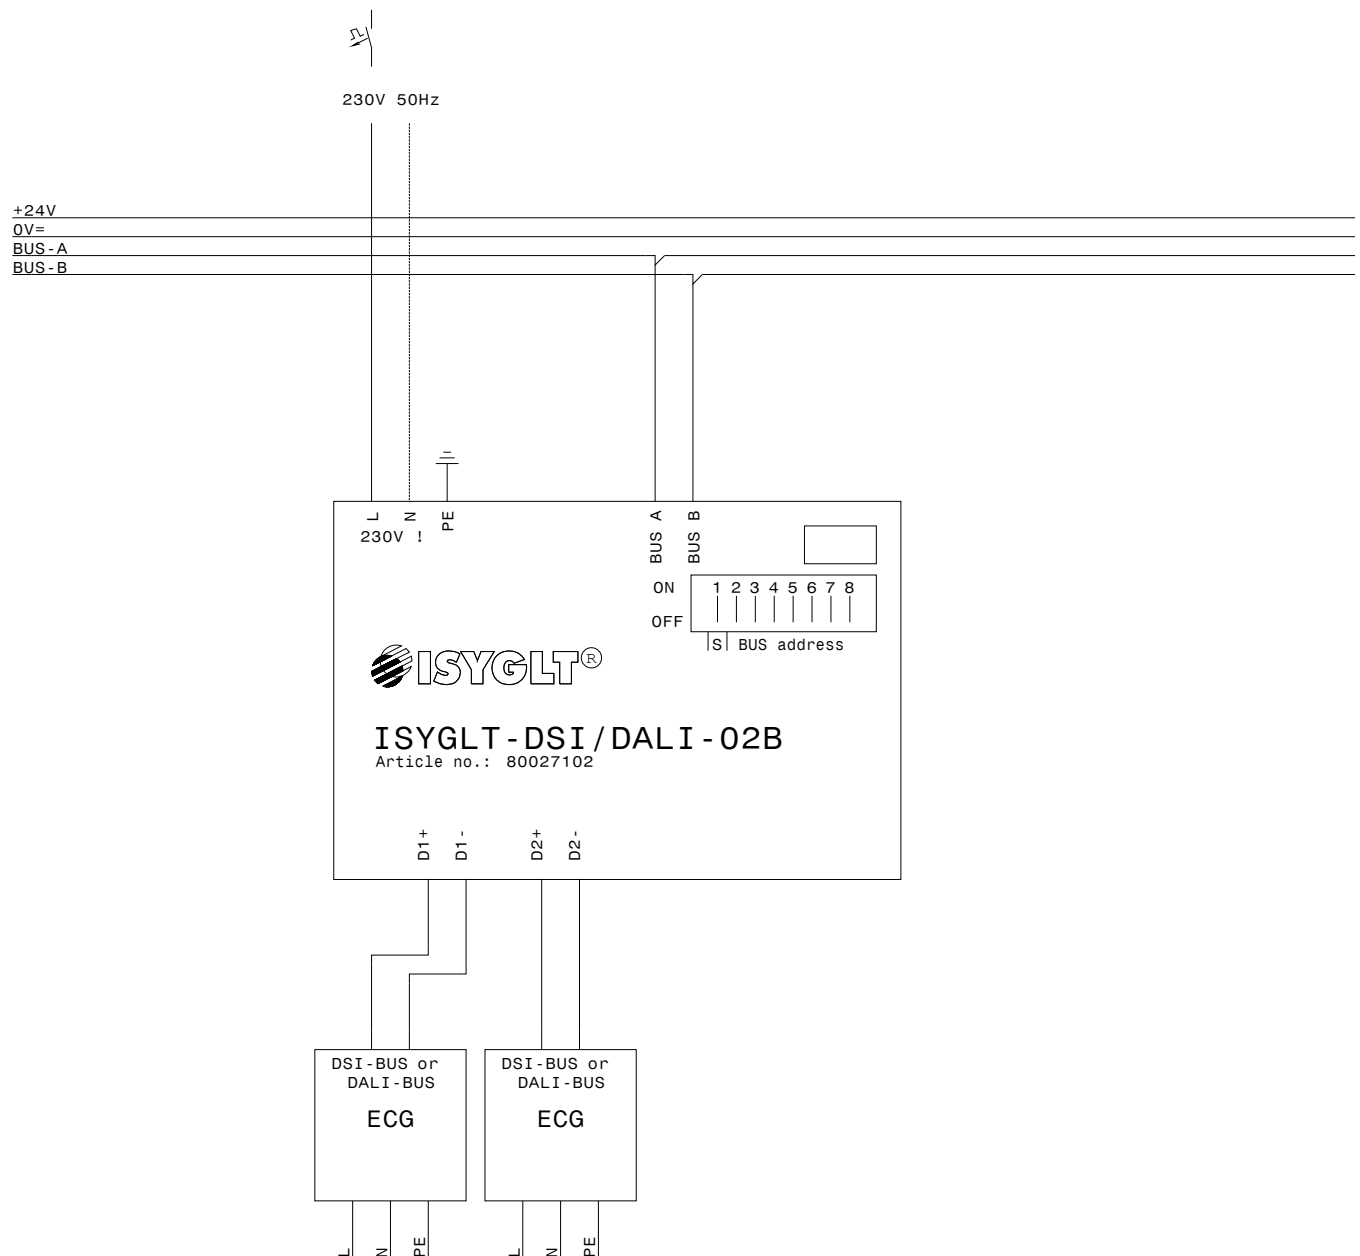 230V 50Hz
+24V
0V=
BUS-A
BUS-B
L N PE BUS A BUS B
230V !
ON 1 2 3 4 5 6 7 8
OFF
S BUS address
ISYGLT®
ISYGLT-DSI/DALI-02B
Article no.: 80027102
D1+ D1- D2+ D2-
DSI-BUS or DSI-BUS or
DALI-BUS DALI-BUS
ECG ECG
L N PE L N PE